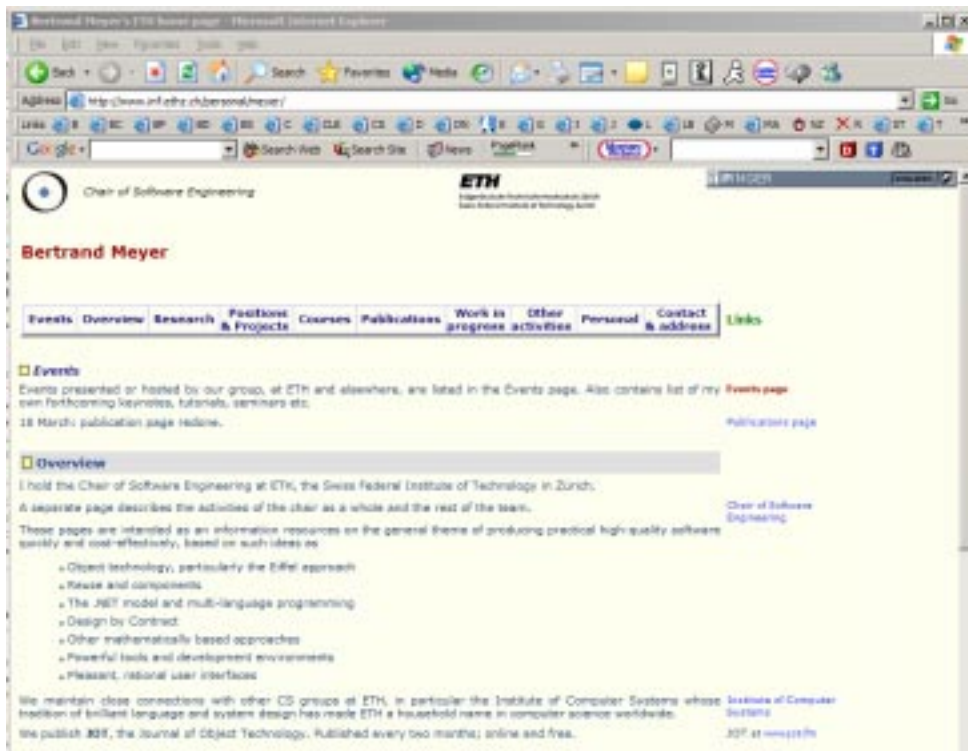 Bertrand Meyer's ETH home page - Microsoft Internet Explorer
File Edit View Favorites Tools Help
Back Search Favorites Media
Address http://www.inf.ethz.ch/personal/meyer/ Go
Links
Google Search Web Search Site News PageRank
Chair of Software Engineering ETH
Bertrand Meyer
Events Overview Research Positions & Projects Courses Publications Work in progress Other activities Personal Contact & address Links
Events
Events presented or hosted by our group, at ETH and elsewhere, are listed in the Events page. Also contains list of my Events page
own forthcoming keynotes, tutorials, seminars etc.
18 March: publication page redone. Publications page
Overview
I hold the Chair of Software Engineering at ETH, the Swiss Federal Institute of Technology in Zurich.
A separate page describes the activities of the chair as a whole and the rest of the team. Chair of Software
Engineering
These pages are intended as an information resources on the general theme of producing practical high quality software
quickly and cost-effectively, based on such ideas as
Object technology, particularly the Eiffel approach
Reuse and components
The .NET model and multi-language programming
Design by Contract
Other mathematically based approaches
Powerful tools and development environments
Pleasant, rational user interfaces
We maintain close connections with other CS groups at ETH, in particular the Institute of Computer Systems whose Institute of Computer
tradition of brilliant language and system design has made ETH a household name in computer science worldwide. Systems
We publish JOT, the Journal of Object Technology. Published every two months; online and free. JOT at